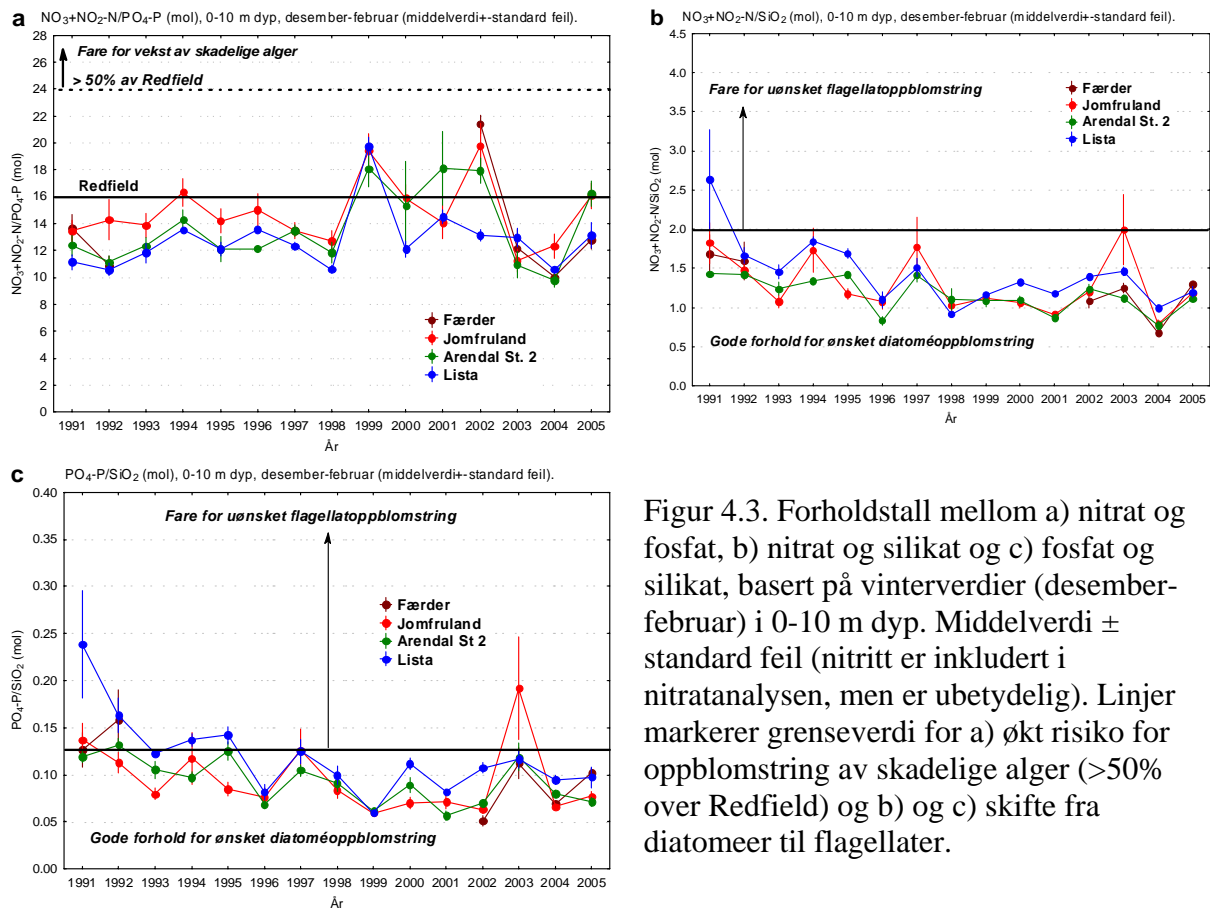 a NO3+NO2-N/PO4-P (mol), 0-10 m dyp, desember-februar (middelverdi+-standard feil).
28
26
24
22
20
18
16
14
12
10
8
6
4
2
0
NO3+NO2-N/PO4-P (mol)
Fare for vekst av skadelige alger
> 50% av Redfield
Redfield
Færder
Jomfruland
Arendal St. 2
Lista
1991 1992 1993 1994 1995 1996 1997 1998 1999 2000 2001 2002 2003 2004 2005
År
b NO3+NO2-N/SiO2 (mol), 0-10 m dyp, desember-februar (middelverdi+-standard feil).
4.5
4.0
3.5
3.0
2.5
2.0
1.5
1.0
0.5
0.0
NO3+NO2-N/SiO2 (mol)
Fare for uønsket flagellatoppblomstring
Færder
Jomfruland
Arendal St. 2
Lista
Gode forhold for ønsket diatoméoppblomstring
1991 1992 1993 1994 1995 1996 1997 1998 1999 2000 2001 2002 2003 2004 2005
År
c PO4-P/SiO2 (mol), 0-10 m dyp, desember-februar (middelverdi+-standard feil).
0.40
0.35
0.30
0.25
0.20
0.15
0.10
0.05
0.00
PO4-P/SiO2 (mol)
Fare for uønsket flagellatoppblomstring
Færder
Jomfruland
Arendal St 2
Lista
Gode forhold for ønsket diatoméoppblomstring
1991 1992 1993 1994 1995 1996 1997 1998 1999 2000 2001 2002 2003 2004 2005
År
Figur 4.3. Forholdstall mellom a) nitrat og
fosfat, b) nitrat og silikat og c) fosfat og
silikat, basert på vinterverdier (desember-
februar) i 0-10 m dyp. Middelverdi ±
standard feil (nitritt er inkludert i
nitratanalysen, men er ubetydelig). Linjer
markerer grenseverdi for a) økt risiko for
oppblomstring av skadelige alger (>50%
over Redfield) og b) og c) skifte fra
diatomeer til flagellater.